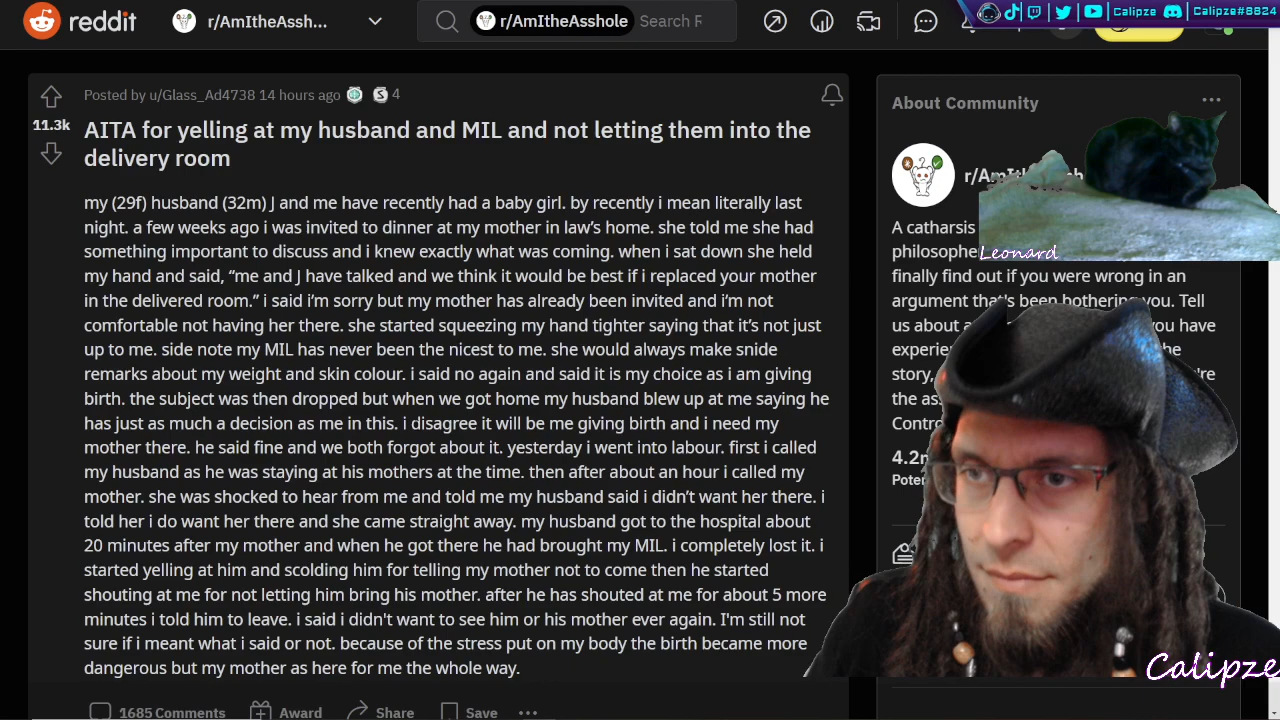 reddit
r/AmItheAssh...
r/AmItheAsshole
Search F
Calipze
Calipze#8824
Posted by u/Glass_Ad4738 14 hours ago
4
11.3k
AITA for yelling at my husband and MIL and not letting them into the
delivery room
my (29f) husband (32m) J and me have recently had a baby girl. by recently i mean literally last
night. a few weeks ago i was invited to dinner at my mother in law’s home. she told me she had
something important to discuss and i knew exactly what was coming. when i sat down she held
my hand and said, “me and J have talked and we think it would be best if i replaced your mother
in the delivered room.” i said i’m sorry but my mother has already been invited and i’m not
comfortable not having her there. she started squeezing my hand tighter saying that it’s not just
up to me. side note my MIL has never been the nicest to me. she would always make snide
remarks about my weight and skin colour. i said no again and said it is my choice as i am giving
birth. the subject was then dropped but when we got home my husband blew up at me saying he
has just as much a decision as me in this. i disagree it will be me giving birth and i need my
mother there. he said fine and we both forgot about it. yesterday i went into labour. first i called
my husband as he was staying at his mothers at the time. then after about an hour i called my
mother. she was shocked to hear from me and told me my husband said i didn’t want her there. i
told her i do want her there and she came straight away. my husband got to the hospital about
20 minutes after my mother and when he got there he had brought my MIL. i completely lost it. i
started yelling at him and scolding him for telling my mother not to come then he started
shouting at me for not letting him bring his mother. after he has shouted at me for about 5 more
minutes i told him to leave. i said i didn't want to see him or his mother ever again. I'm still not
sure if i meant what i said or not. because of the stress put on my body the birth became more
dangerous but my mother as here for me the whole way.
1685 Comments
Award
Share
Save
About Community
r/AmItheAssh
A catharsis
philosophe
finally find out if you were wrong in an
argument that's been bothering you. Tell
us about a
you have
experie
he
story,
're
the as
Contro
4.2m
Poten
Leonard
Calipze